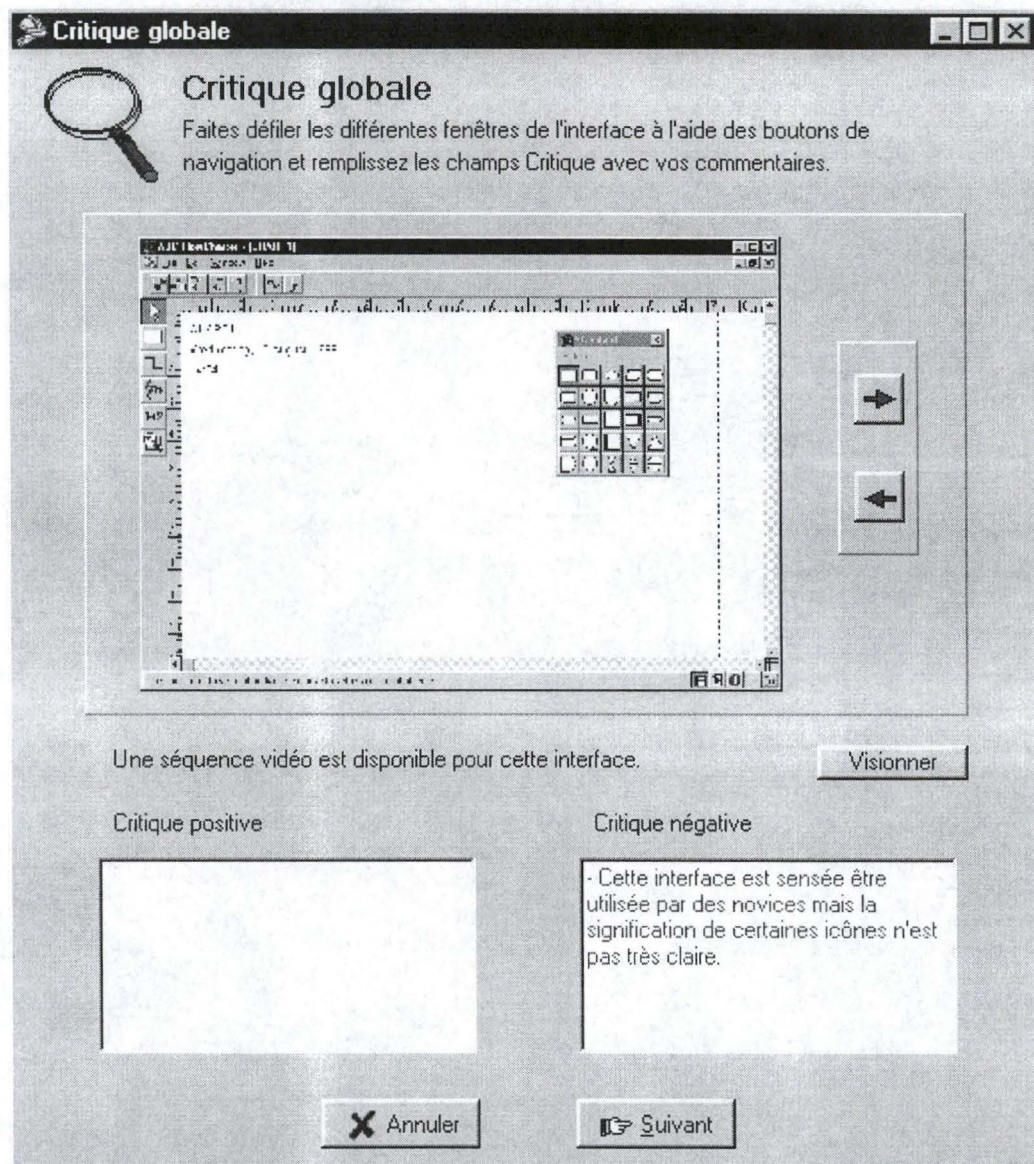 Critique globale
Critique globale
Faites défiler les différentes fenêtres de l'interface à l'aide des boutons de
navigation et remplissez les champs Critique avec vos commentaires.
Une séquence vidéo est disponible pour cette interface.
Visionner
Critique positive
Critique négative
- Cette interface est sensée être
utilisée par des novices mais la
signification de certaines icônes n'est
pas très claire.
Annuler
Suivant